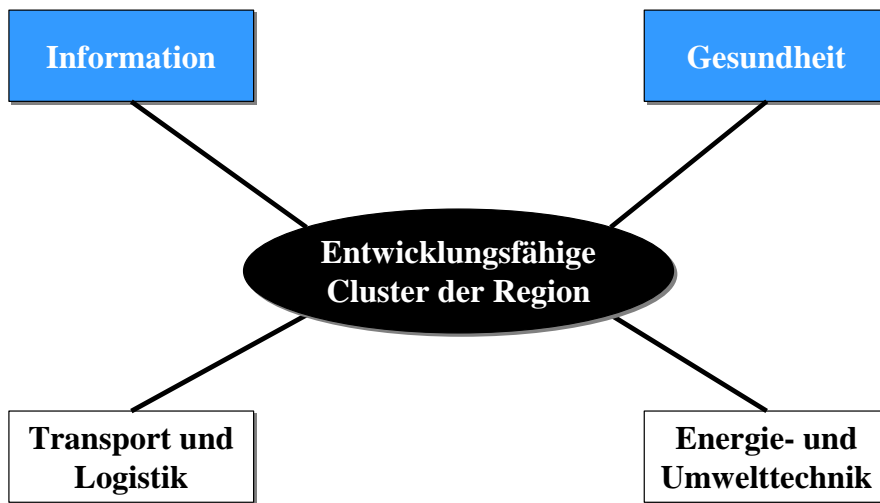 Information
Gesundheit
Entwicklungsfähige
Cluster der Region
Transport und
Logistik
Energie- und
Umwelttechnik